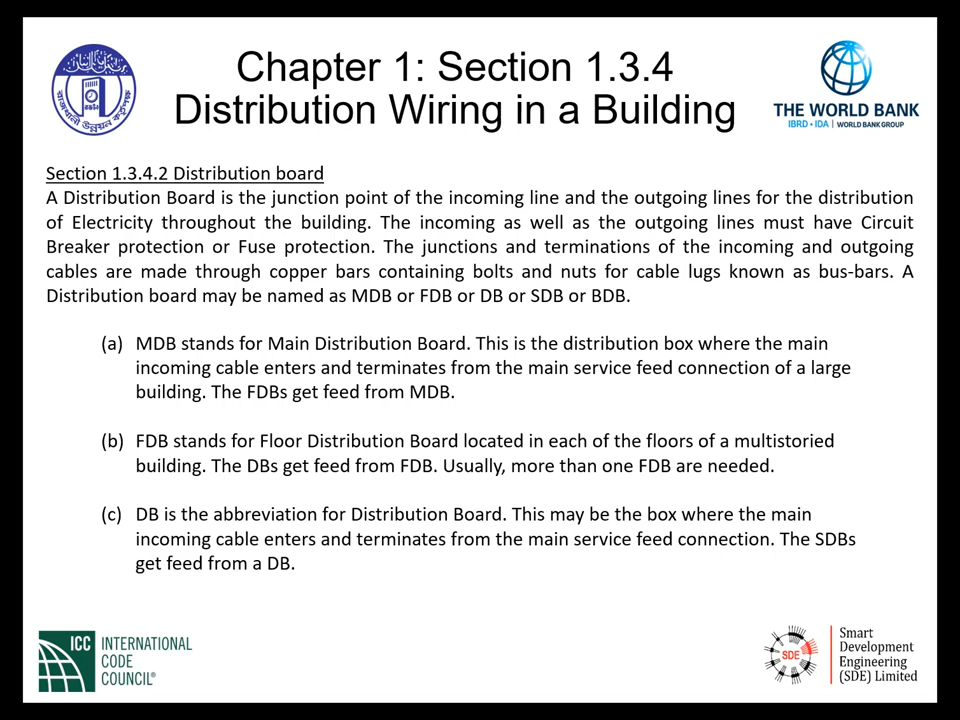 Chapter 1: Section 1.3.4
Distribution Wiring in a Building
THE WORLD BANK
IBRD • IDA | WORLD BANK GROUP
Section 1.3.4.2 Distribution board
A Distribution Board is the junction point of the incoming line and the outgoing lines for the distribution
of Electricity throughout the building. The incoming as well as the outgoing lines must have Circuit
Breaker protection or Fuse protection. The junctions and terminations of the incoming and outgoing
cables are made through copper bars containing bolts and nuts for cable lugs known as bus-bars. A
Distribution board may be named as MDB or FDB or DB or SDB or BDB.
(a) MDB stands for Main Distribution Board. This is the distribution box where the main
incoming cable enters and terminates from the main service feed connection of a large
building. The FDBs get feed from MDB.
(b) FDB stands for Floor Distribution Board located in each of the floors of a multistoried
building. The DBs get feed from FDB. Usually, more than one FDB are needed.
(c) DB is the abbreviation for Distribution Board. This may be the box where the main
incoming cable enters and terminates from the main service feed connection. The SDBs
get feed from a DB.
ICC INTERNATIONAL
CODE
COUNCIL®
SDE
Smart
Development
Engineering
(SDE) Limited